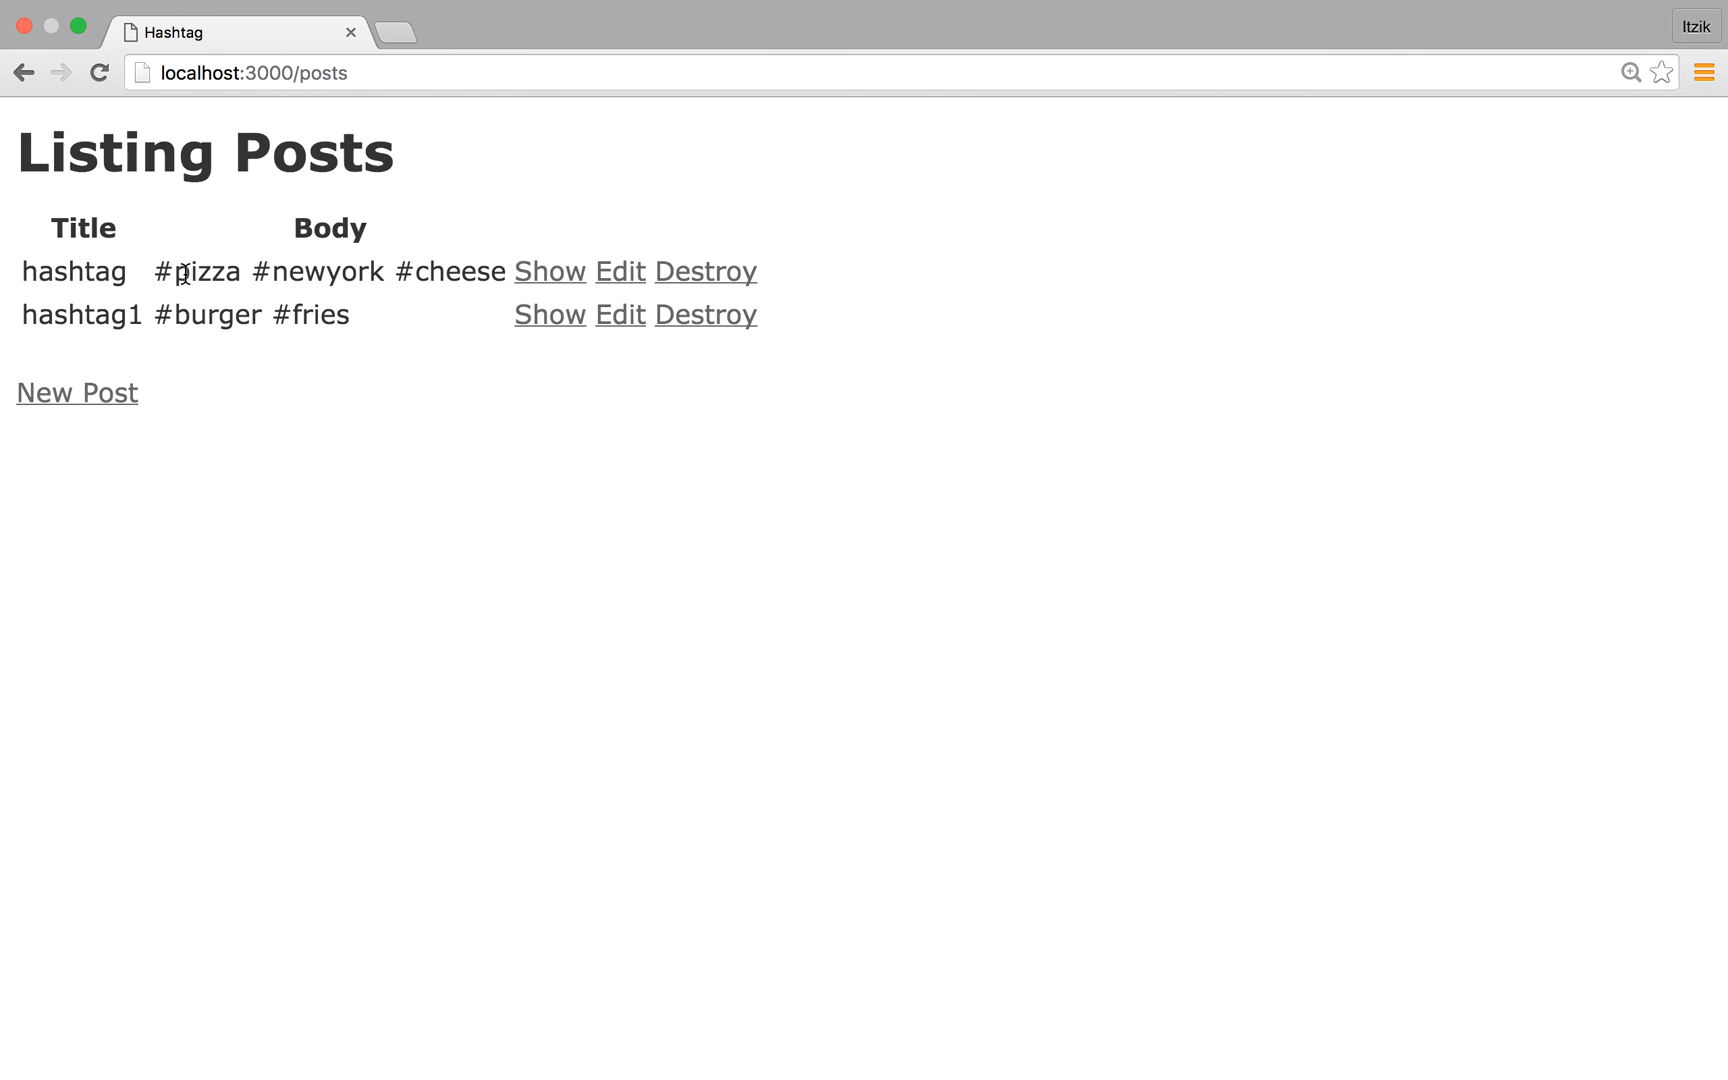 Hashtag
Itzik
localhost:3000/posts
Listing Posts
Title Body
hashtag #pizza #newyork #cheese Show Edit Destroy
hashtag1 #burger #fries Show Edit Destroy
New Post